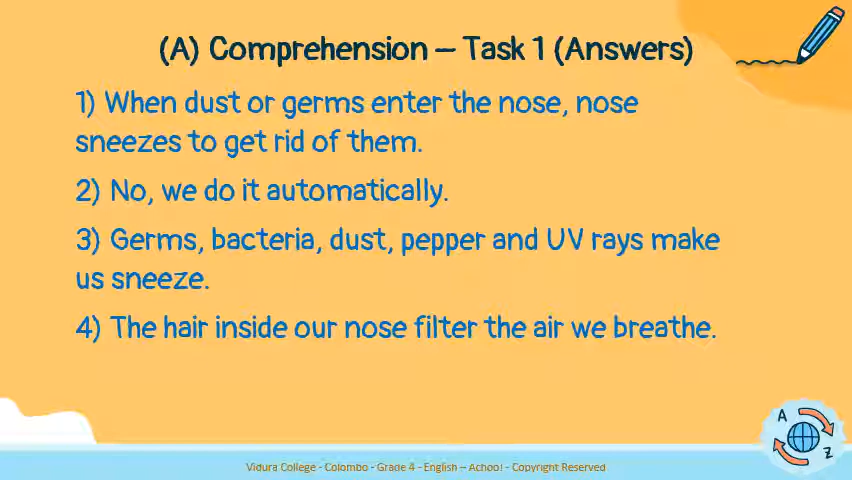 (A) Comprehension – Task 1 (Answers)
1) When dust or germs enter the nose, nose
sneezes to get rid of them.
2) No, we do it automatically.
3) Germs, bacteria, dust, pepper and UV rays make
us sneeze.
4) The hair inside our nose filter the air we breathe.
A
Z
Vidura College - Colombo - Grade 4 - English – Achoo! - Copyright Reserved